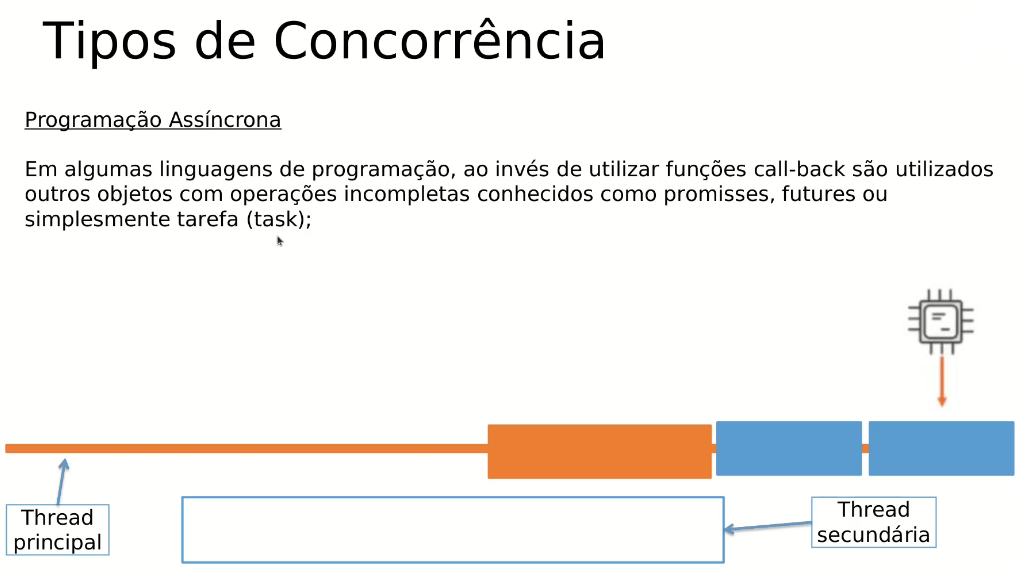 Tipos de Concorrência
Programação Assíncrona
Em algumas linguagens de programação, ao invés de utilizar funções call-back são utilizados
outros objetos com operações incompletas conhecidos como promisses, futures ou
simplesmente tarefa (task);
Thread
principal
Thread
secundária